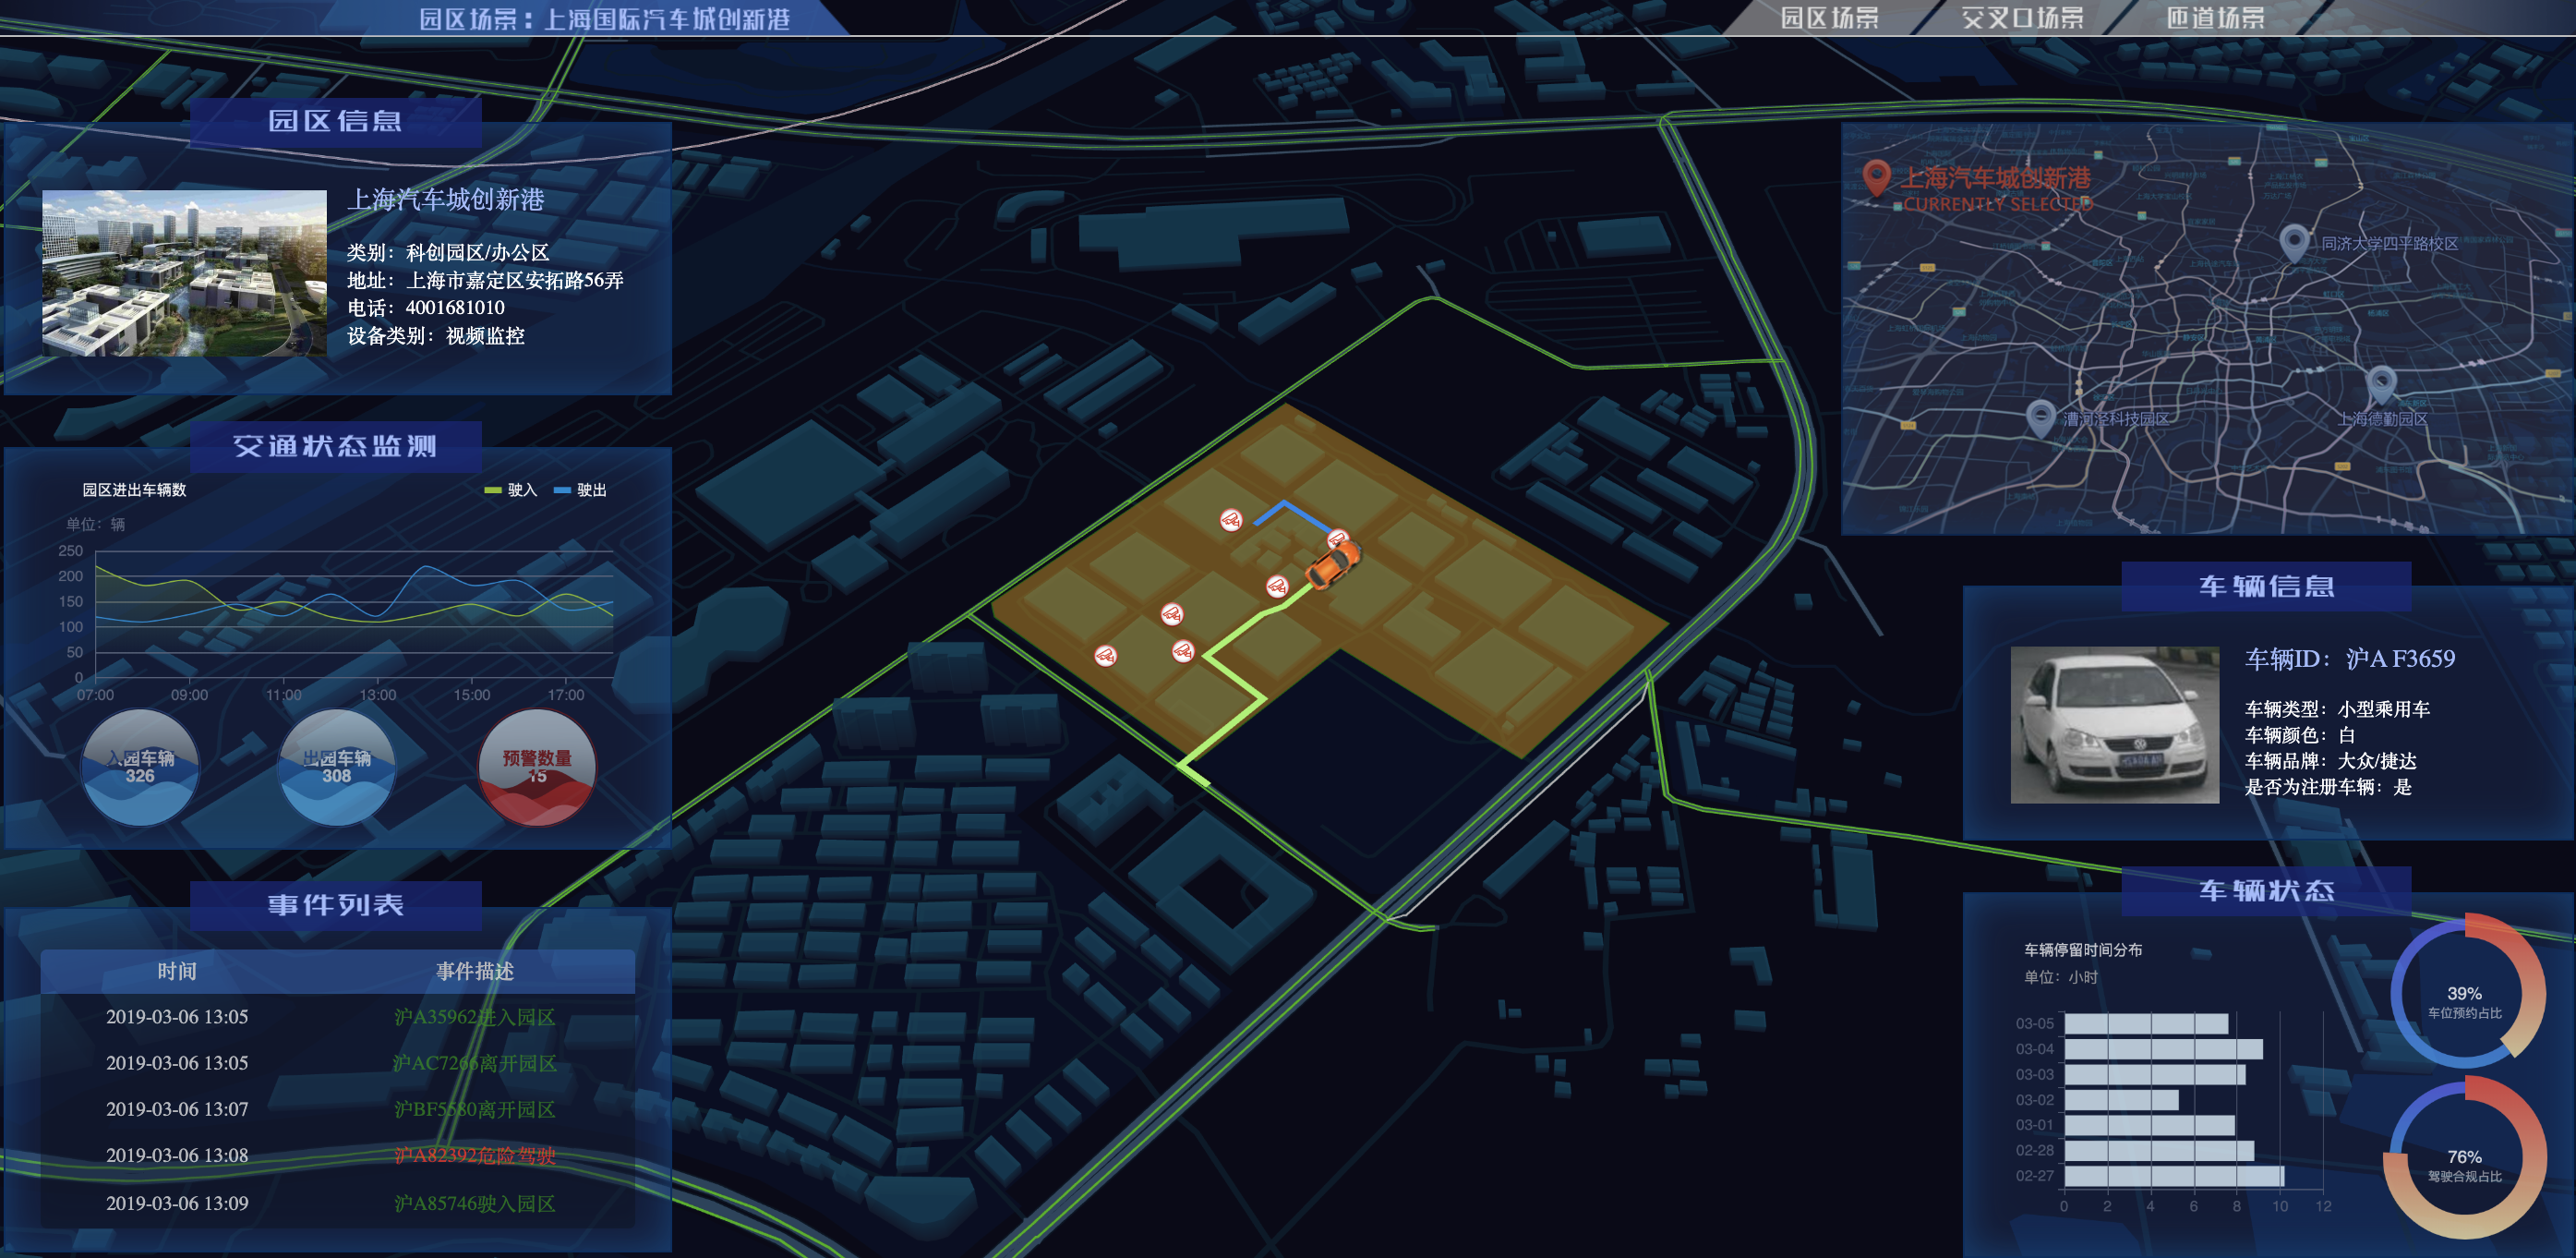 园区场景：上海国际汽车城创新港
园区场景
交叉口场景
匝道场景
园区信息
上海汽车城创新港
类别：科创园区/办公区
地址：上海市嘉定区安拓路56弄
电话：4001681010
设备类别：视频监控
交通状态监测
园区进出车辆数
驶入
驶出
单位：辆
250
200
150
100
50
0
07:00
09:00
11:00
13:00
15:00
17:00
入园车辆
326
出园车辆
308
预警数量
15
事件列表
时间 事件描述
2019-03-06 13:05 沪A35962进入园区
2019-03-06 13:05 沪AC7266离开园区
2019-03-06 13:07 沪BF5580离开园区
2019-03-06 13:08 沪A82392危险驾驶
2019-03-06 13:09 沪A85746驶入园区
上海汽车城创新港
CURRENTLY SELECTED
同济大学四平路校区
漕河泾科技园区
上海德勤园区
车辆信息
车辆ID：沪A F3659
车辆类型：小型乘用车
车辆颜色：白
车辆品牌：大众/捷达
是否为注册车辆：是
车辆状态
车辆停留时间分布
单位：小时
03-05
03-04
03-03
03-02
03-01
02-28
02-27
0
2
4
6
8
10
12
39%
车位预约占比
76%
驾驶合规占比